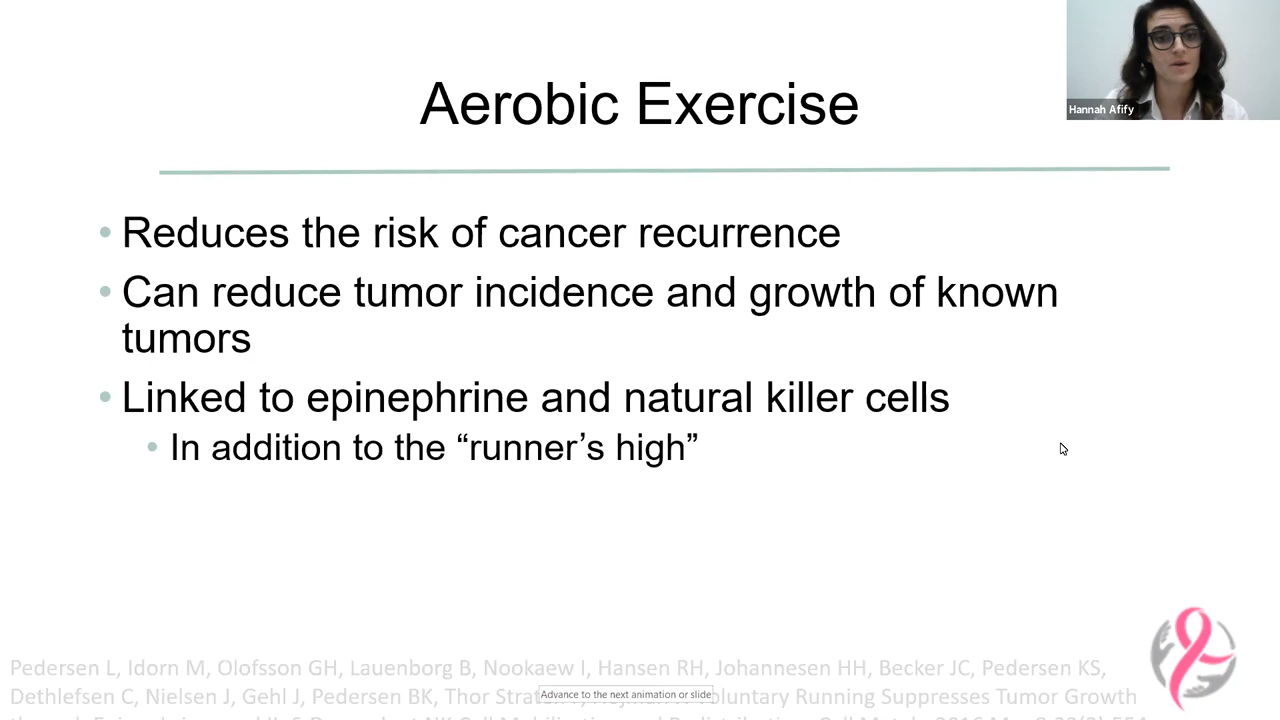 Hannah Afify
Aerobic Exercise
• Reduces the risk of cancer recurrence
• Can reduce tumor incidence and growth of known
tumors
• Linked to epinephrine and natural killer cells
• In addition to the “runner’s high”
Pedersen L, Idorn M, Olofsson GH, Lauenborg B, Nookaew I, Hansen RH, Johannesen HH, Becker JC, Pedersen KS,
Dethlefsen C, Nielsen J, Gehl J, Pedersen BK, Thor Suppresses Tumor Growth
Advance to the next animation or slide